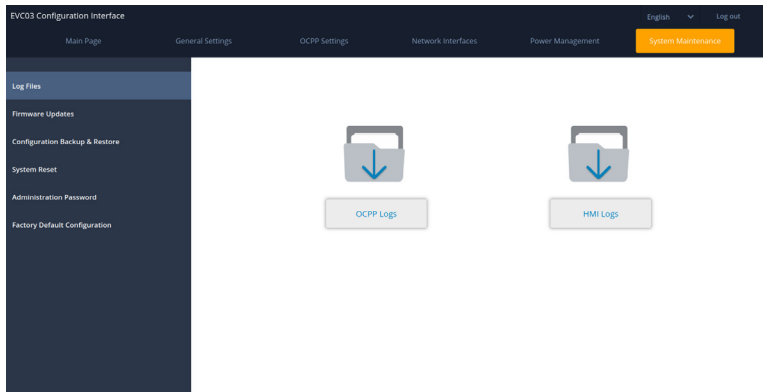 EVC03 Configuration Interface
English
Log out
Main Page
General Settings
OCPP Settings
Network Interfaces
Power Management
System Maintenance
Log Files
Firmware Updates
Configuration Backup & Restore
System Reset
Administration Password
Factory Default Configuration
OCPP Logs
HMI Logs